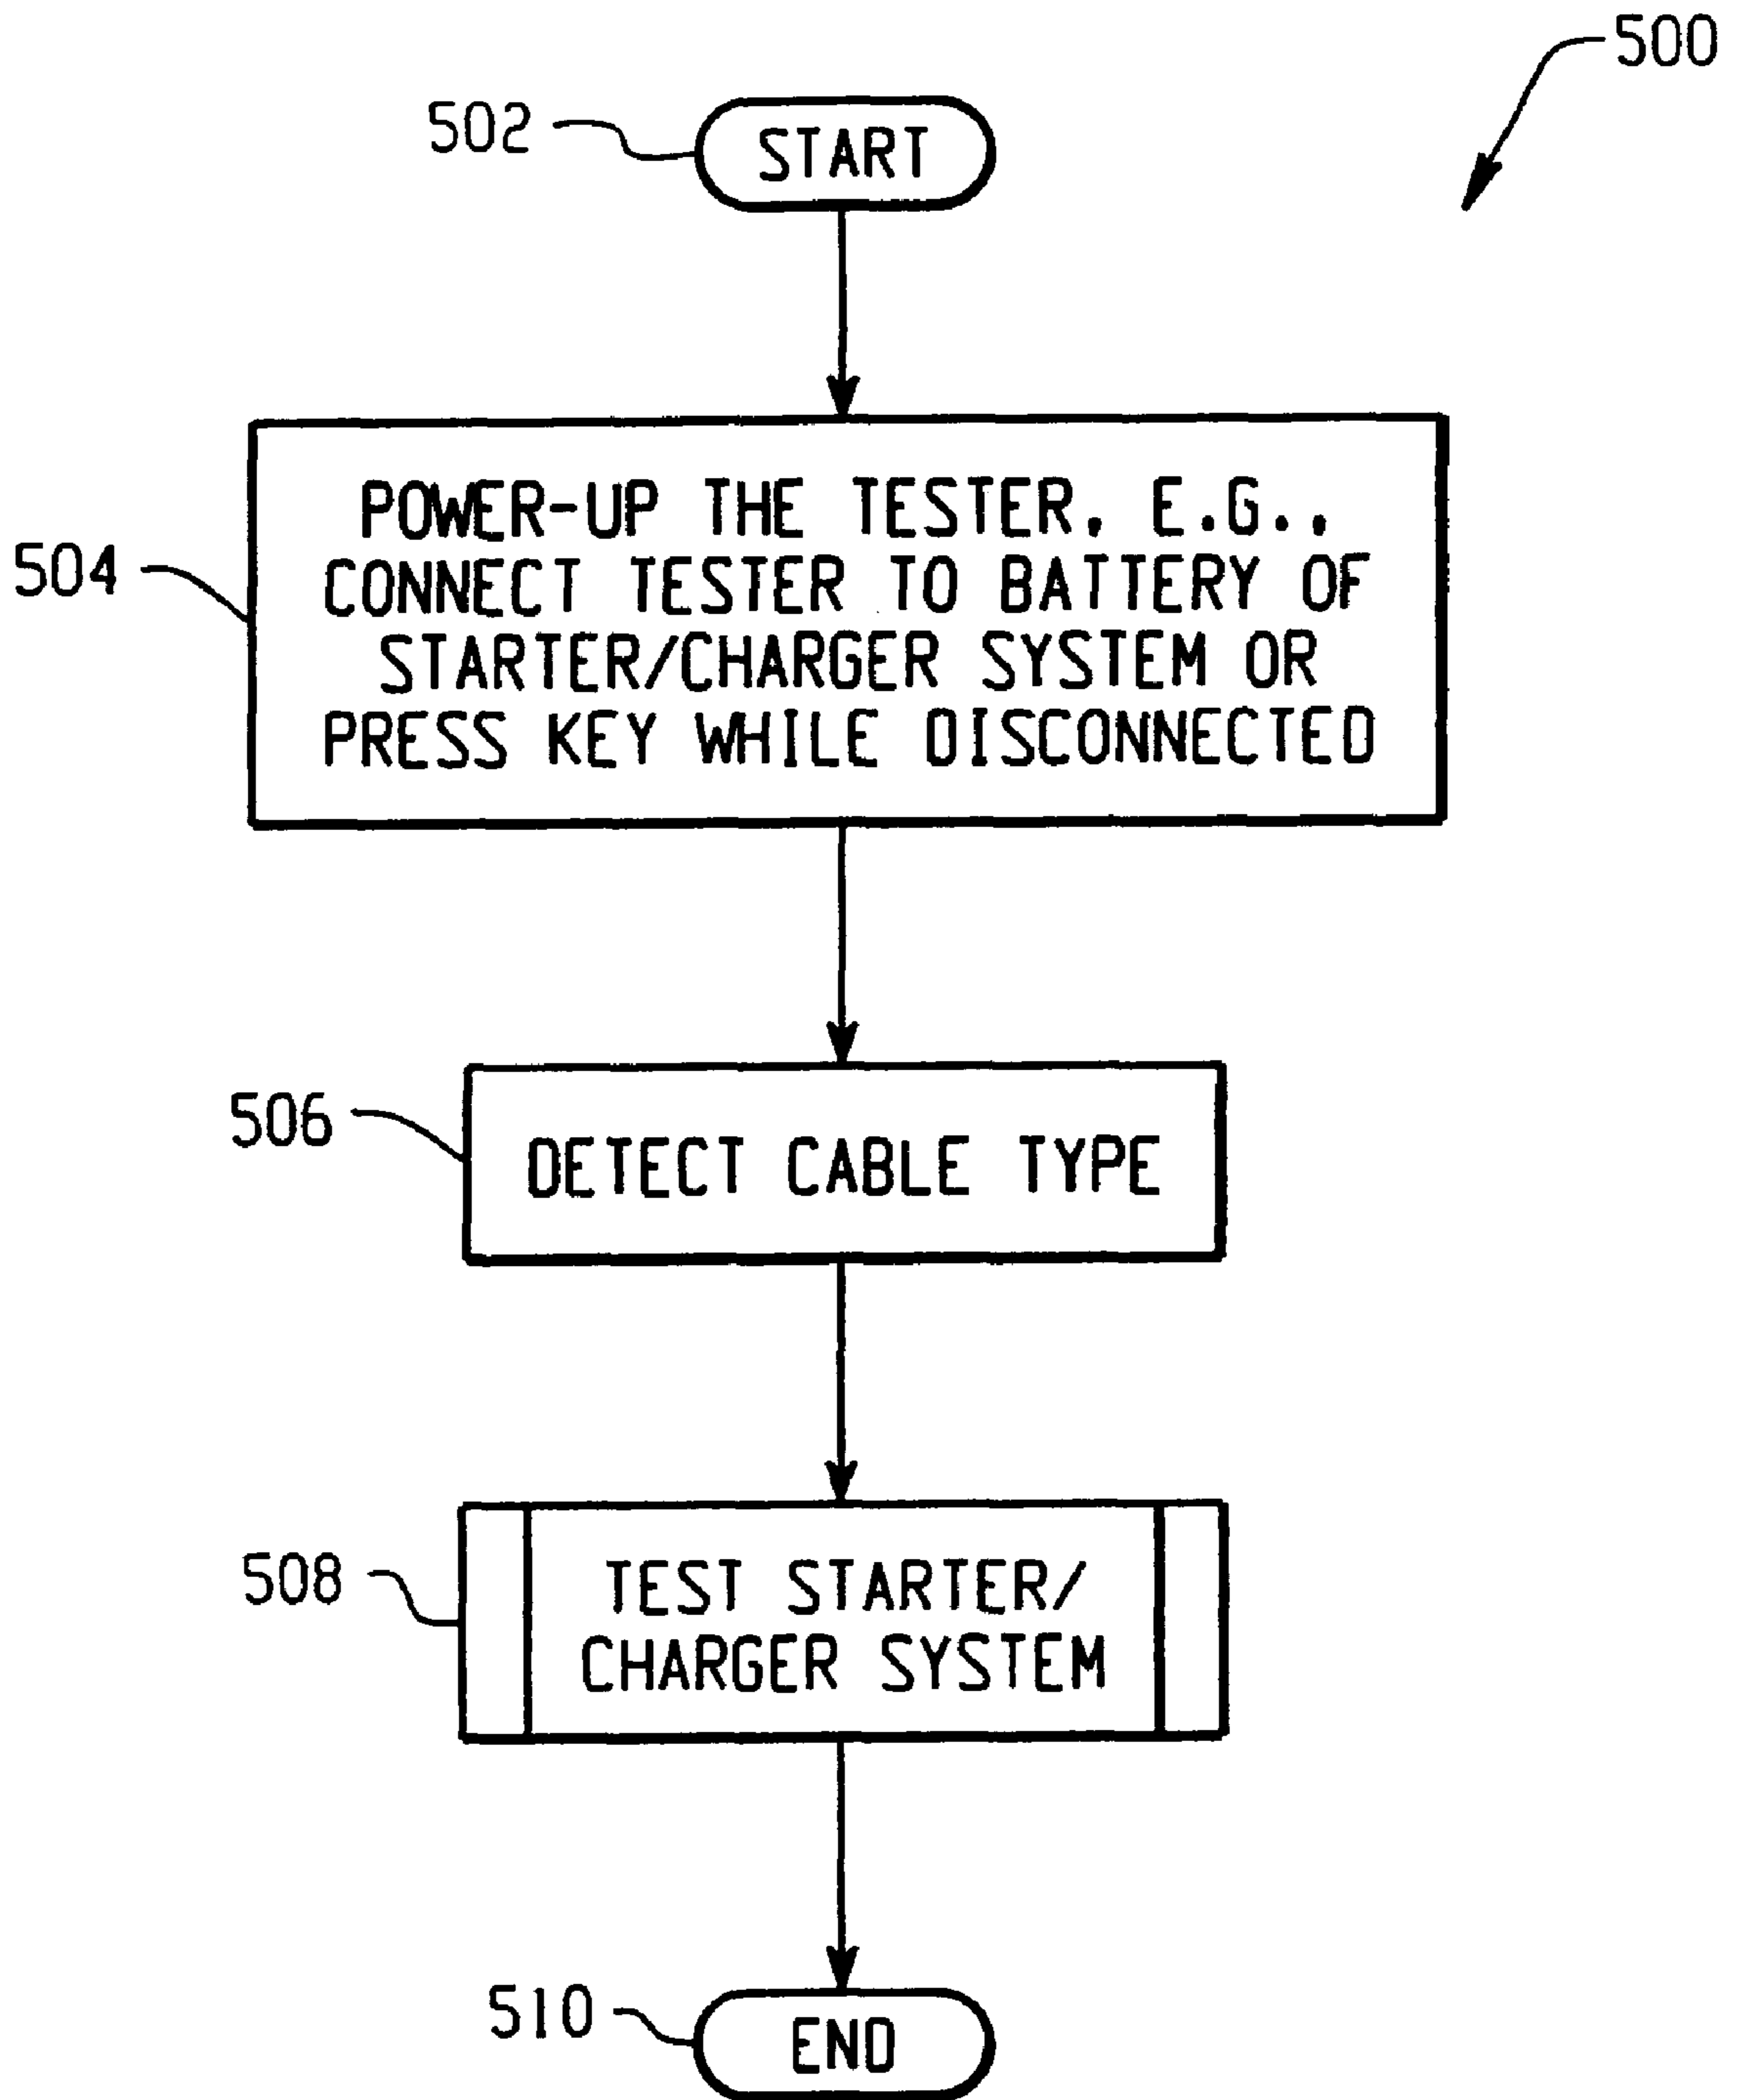 500
502
START
504
POWER-UP THE TESTER, E.G.,
CONNECT TESTER TO BATTERY OF
STARTER/CHARGER SYSTEM OR
PRESS KEY WHILE DISCONNECTED
506
DETECT CABLE TYPE
508
TEST STARTER/
CHARGER SYSTEM
510
END